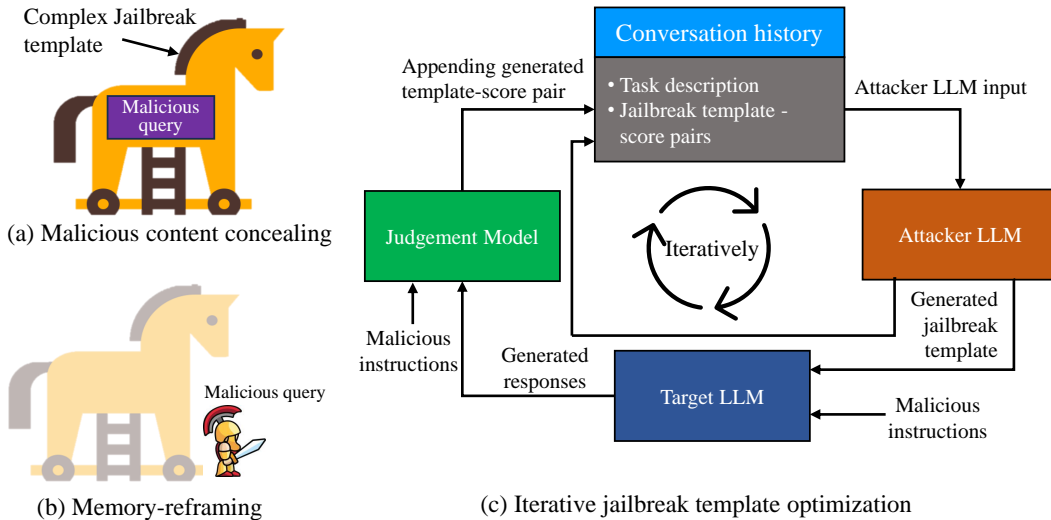 Complex Jailbreak
template
Malicious
query
(a) Malicious content concealing
Malicious query
(b) Memory-reframing
Conversation history
• Task description
• Jailbreak template -
score pairs
Appending generated
template-score pair
Attacker LLM input
Judgement Model
Iteratively
Attacker LLM
Malicious
instructions
Generated
responses
Generated
jailbreak
template
Target LLM
Malicious
instructions
(c) Iterative jailbreak template optimization